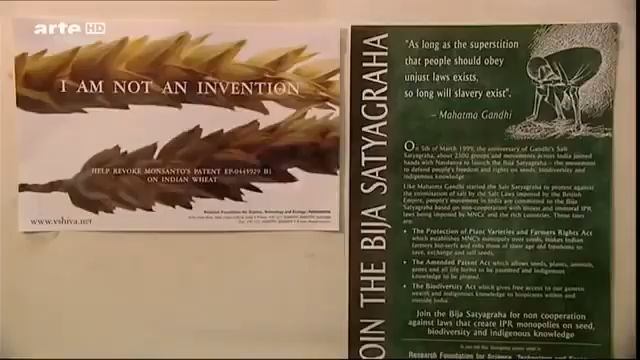 arte HD
I AM NOT AN INVENTION
HELP REVOKE MONSANTO'S PATENT EP-0445929 B1
ON INDIAN WHEAT
www.vshiva.net
JOIN THE BIJA SATYAGRAHA
"As long as the superstition
that people should obey
unjust laws exists,
so long will slavery exist".
– Mahatma Gandhi
On 5th of March 1999, the anniversary of Gandhi's Salt
Satyagraha, about 2500 groups and movements across India joined
hands with Navdanya to launch the Bija Satyagraha – the movement
to defend people's freedom and rights on seeds, biodiversity and
indigenous knowledge.
Like Mahatma Gandhi started the Salt Satyagraha to protest against
the colonisation of salt by the Salt Laws imposed by the British
Empire, people's movement in India are committed to the Bija
Satyagraha based on non-cooperation with unjust and immoral IPR
laws being imposed by MNCs and the rich countries. These laws
are:
• The Protection of Plant Varieties and Farmers Rights Act
which establishes MNC's monopoly over seeds, makes Indian
farmers and robs them of their age old freedoms to
save, exchange and sell seeds;
• The Amended Patent Act which allows seeds, plants, animals,
genes and all life forms to be patented and indigenous
knowledge to be pirated.
• The Biodiversity Act which gives free access to our genetic
wealth and indigenous knowledge to biopirates within and
outside India.
Join the Bija Satyagraha for non cooperation
against laws that create IPR monopolies on seed,
biodiversity and indigenous knowledge
Research Foundation for Science, Technology and